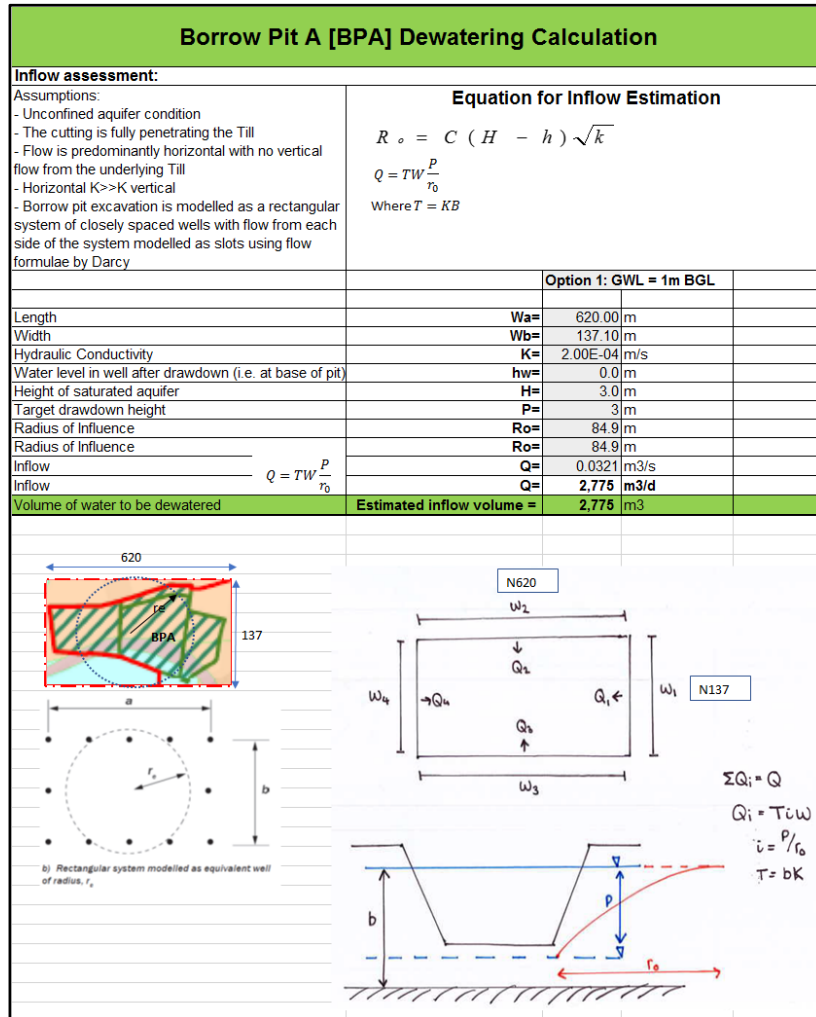 Borrow Pit A [BPA] Dewatering Calculation
Inflow assessment:
Assumptions:
- Unconfined aquifer condition
- The cutting is fully penetrating the Till
- Flow is predominantly horizontal with no vertical
flow from the underlying Till
- Horizontal K>>K vertical
- Borrow pit excavation is modelled as a rectangular
system of closely spaced wells with flow from each
side of the system modelled as slots using flow
formulae by Darcy
Equation for Inflow Estimation
R o = C ( H - h ) √k
Q = TW P/r0
Where T = KB
Option 1: GWL = 1m BGL
Length Wa= 620.00 m
Width Wb= 137.10 m
Hydraulic Conductivity K= 2.00E-04 m/s
Water level in well after drawdown (i.e. at base of pit) hw= 0.0 m
Height of saturated aquifer H= 3.0 m
Target drawdown height P= 3 m
Radius of Influence Ro= 84.9 m
Radius of Influence Ro= 84.9 m
Inflow Q= 0.0321 m3/s
Q = TW P/r0
Inflow Q= 2,775 m3/d
Volume of water to be dewatered Estimated inflow volume = 2,775 m3
620
re
BPA
137
a
re
b
b) Rectangular system modelled as equivalent well
of radius, re
N620
W2
Q2
W4
Q4
Q1
W1
N137
Q3
W3
ΣQi = Q
Qi = TiW
i = P/r0
T = bK
b
P
r0